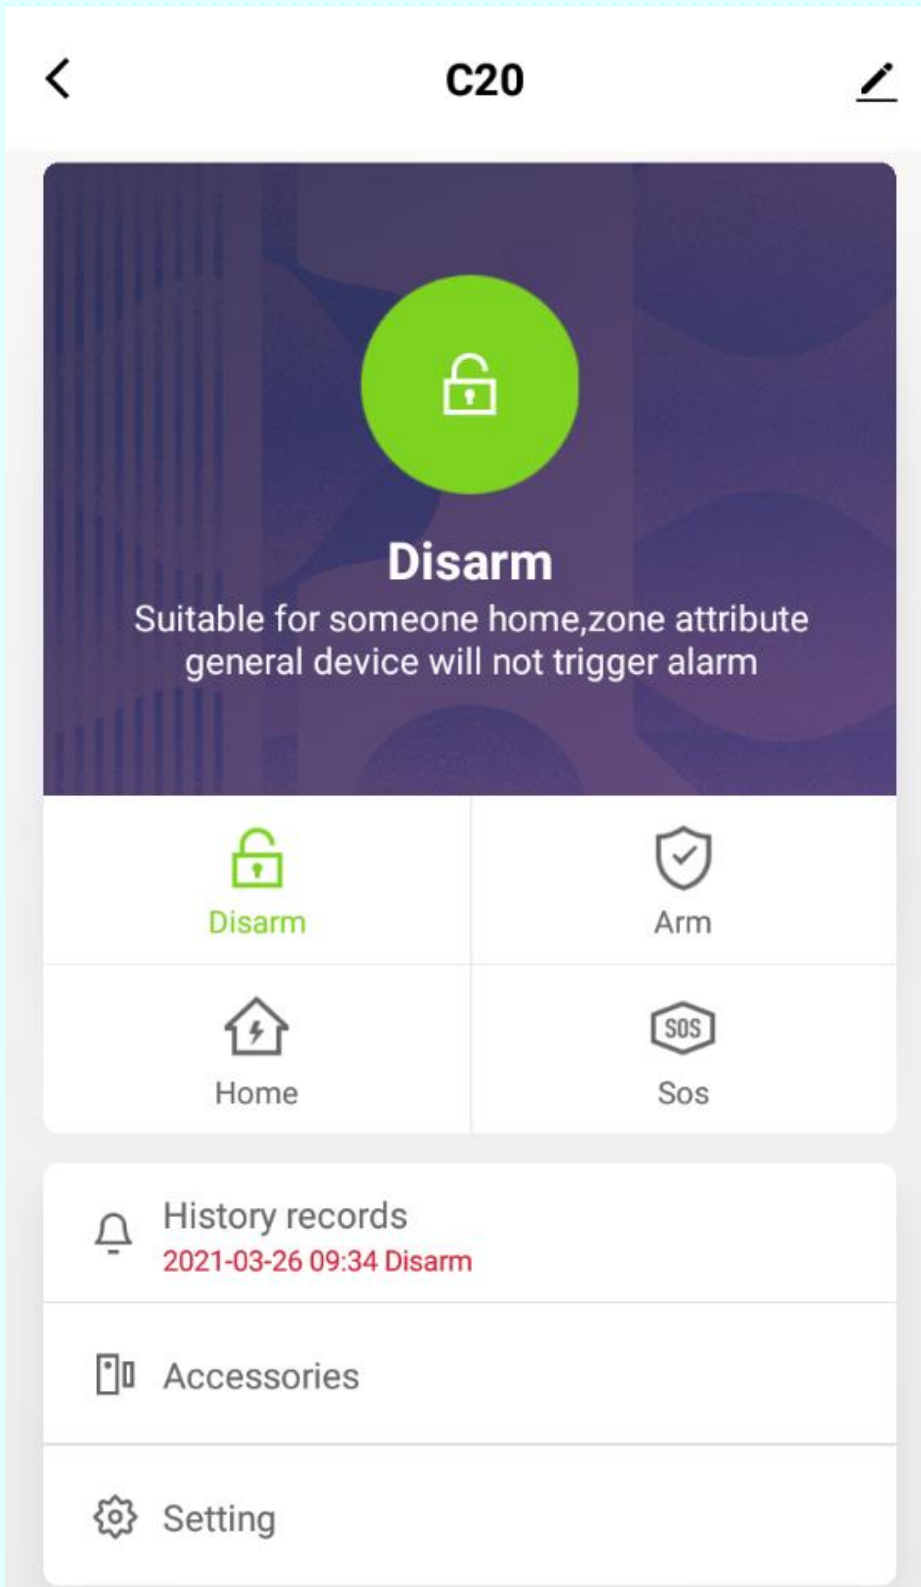 C20
Disarm
Suitable for someone home,zone attribute
general device will not trigger alarm
Disarm
Arm
Home
SOS
Sos
History records
2021-03-26 09:34 Disarm
Accessories
Setting